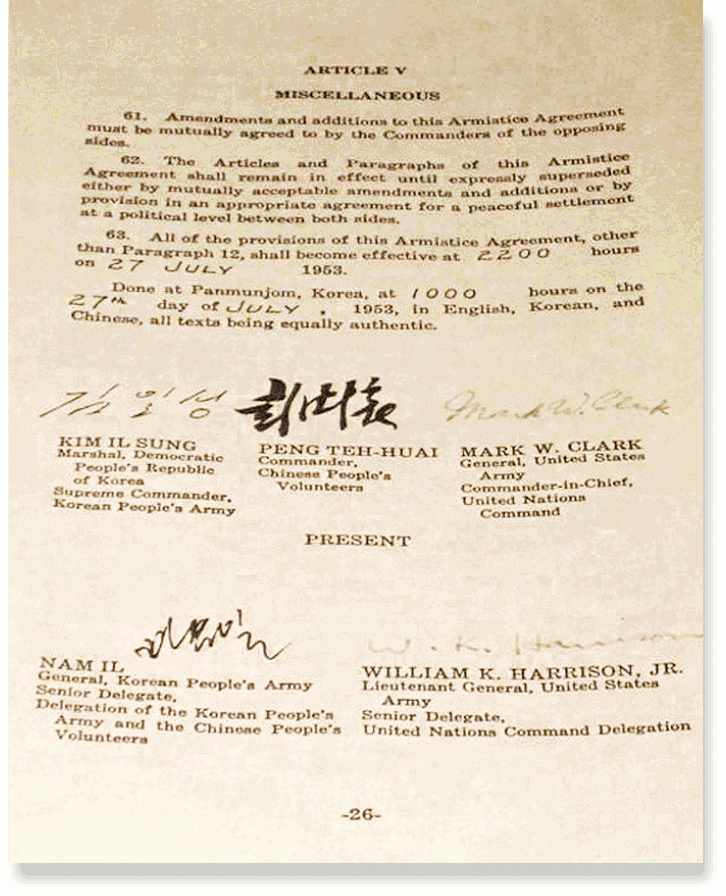 ARTICLE V
MISCELLANEOUS
61. Amendments and additions to this Armistice Agreement
must be mutually agreed to by the Commanders of the opposing
sides.
62. The Articles and Paragraphs of this Armistice
Agreement shall remain in effect until expressly superseded
either by mutually acceptable amendments and additions or by
provision in an appropriate agreement for a peaceful settlement
at a political level between both sides.
63. All of the provisions of this Armistice Agreement, other
than Paragraph 12, shall become effective at 2200 hours
on 27 JULY 1953.
Done at Panmunjom, Korea, at 1000 hours on the
27th day of JULY, 1953, in English, Korean, and
Chinese, all texts being equally authentic.
김일성 彭德懷 Mark W. Clark
KIM IL SUNG PENG TEH-HUAI MARK W. CLARK
Marshal, Democratic Commander, General, United States
People's Republic Chinese People's Army
of Korea Volunteers Commander-in-Chief,
Supreme Commander, United Nations
Korean People's Army Command
PRESENT
W. K. Harrison
NAM IL WILLIAM K. HARRISON, JR.
General, Korean People's Army Lieutenant General, United States
Senior Delegate, Army
Delegation of the Korean People's Senior Delegate,
Army and the Chinese People's United Nations Command Delegation
Volunteers
-26-